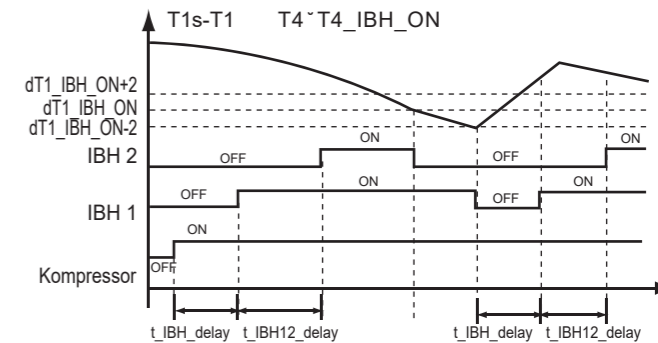 T1s-T1 T4˘T4_IBH_ON
dT1_IBH_ON+2
dT1_IBH_ON
dT1_IBH_ON-2
ON
ON
IBH 2
OFF
OFF
ON
ON
OFF
OFF
IBH 1
ON
OFF
Kompressor
t_IBH_delay t_IBH12_delay t_IBH_delay t_IBH12_delay